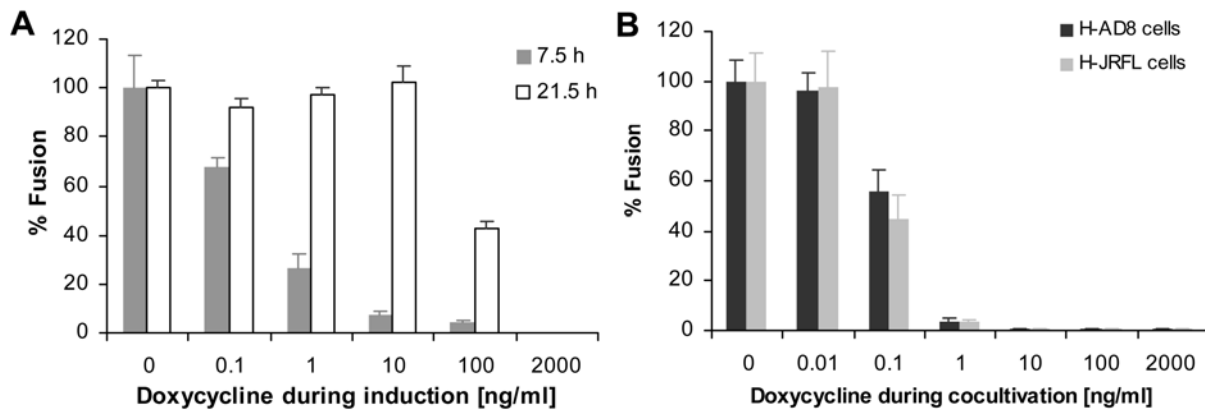 A
120
100
80
60
40
20
0
% Fusion
7.5 h
21.5 h
0 0.1 1 10 100 2000
Doxycycline during induction [ng/ml]
B
120
100
80
60
40
20
0
% Fusion
H-AD8 cells
H-JRFL cells
0 0.01 0.1 1 10 100 2000
Doxycycline during cocultivation [ng/ml]